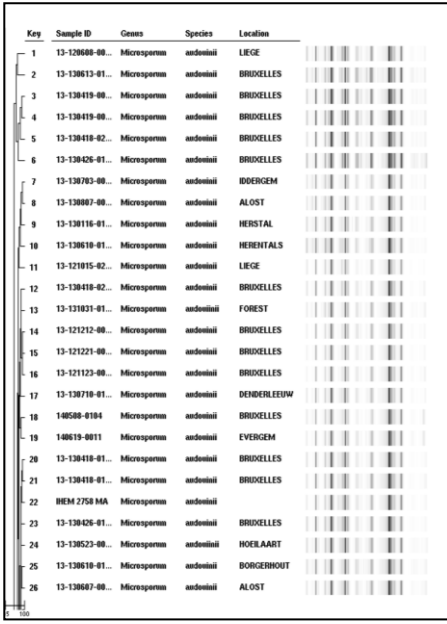 Key Sample ID Genus Species Location
1 13-120608-00... Microsporum audouinii LIEGE
2 13-130613-01... Microsporum audouinii BRUXELLES
3 13-130419-00... Microsporum audouinii BRUXELLES
4 13-130419-00... Microsporum audouinii BRUXELLES
5 13-130418-02... Microsporum audouinii BRUXELLES
6 13-130426-01... Microsporum audouinii BRUXELLES
7 13-130703-00... Microsporum audouinii IDDERGEM
8 13-130807-00... Microsporum audouinii ALOST
9 13-130116-01... Microsporum audouinii HERSTAL
10 13-130610-01... Microsporum audouinii HERENTALS
11 13-121015-02... Microsporum audouinii LIEGE
12 13-130418-02... Microsporum audouinii BRUXELLES
13 13-131031-01... Microsporum audouiinii FOREST
14 13-121212-00... Microsporum audouinii BRUXELLES
15 13-121221-00... Microsporum audouinii BRUXELLES
16 13-121123-00... Microsporum audouinii BRUXELLES
17 13-130710-01... Microsporum audouinii DENDERLEEUW
18 140508-0104 Microsporum audouinii BRUXELLES
19 140619-0011 Microsporum audouinii EVERGEM
20 13-130418-01... Microsporum audouinii BRUXELLES
21 13-130418-01... Microsporum audouinii BRUXELLES
22 IHEM 2758 MA Microsporum audouinii
23 13-130426-01... Microsporum audouinii BRUXELLES
24 13-130523-00... Microsporum audouiinii HOEILAART
25 13-130610-01... Microsporum audouinii BORGERHOUT
26 13-130607-00... Microsporum audouinii ALOST
100